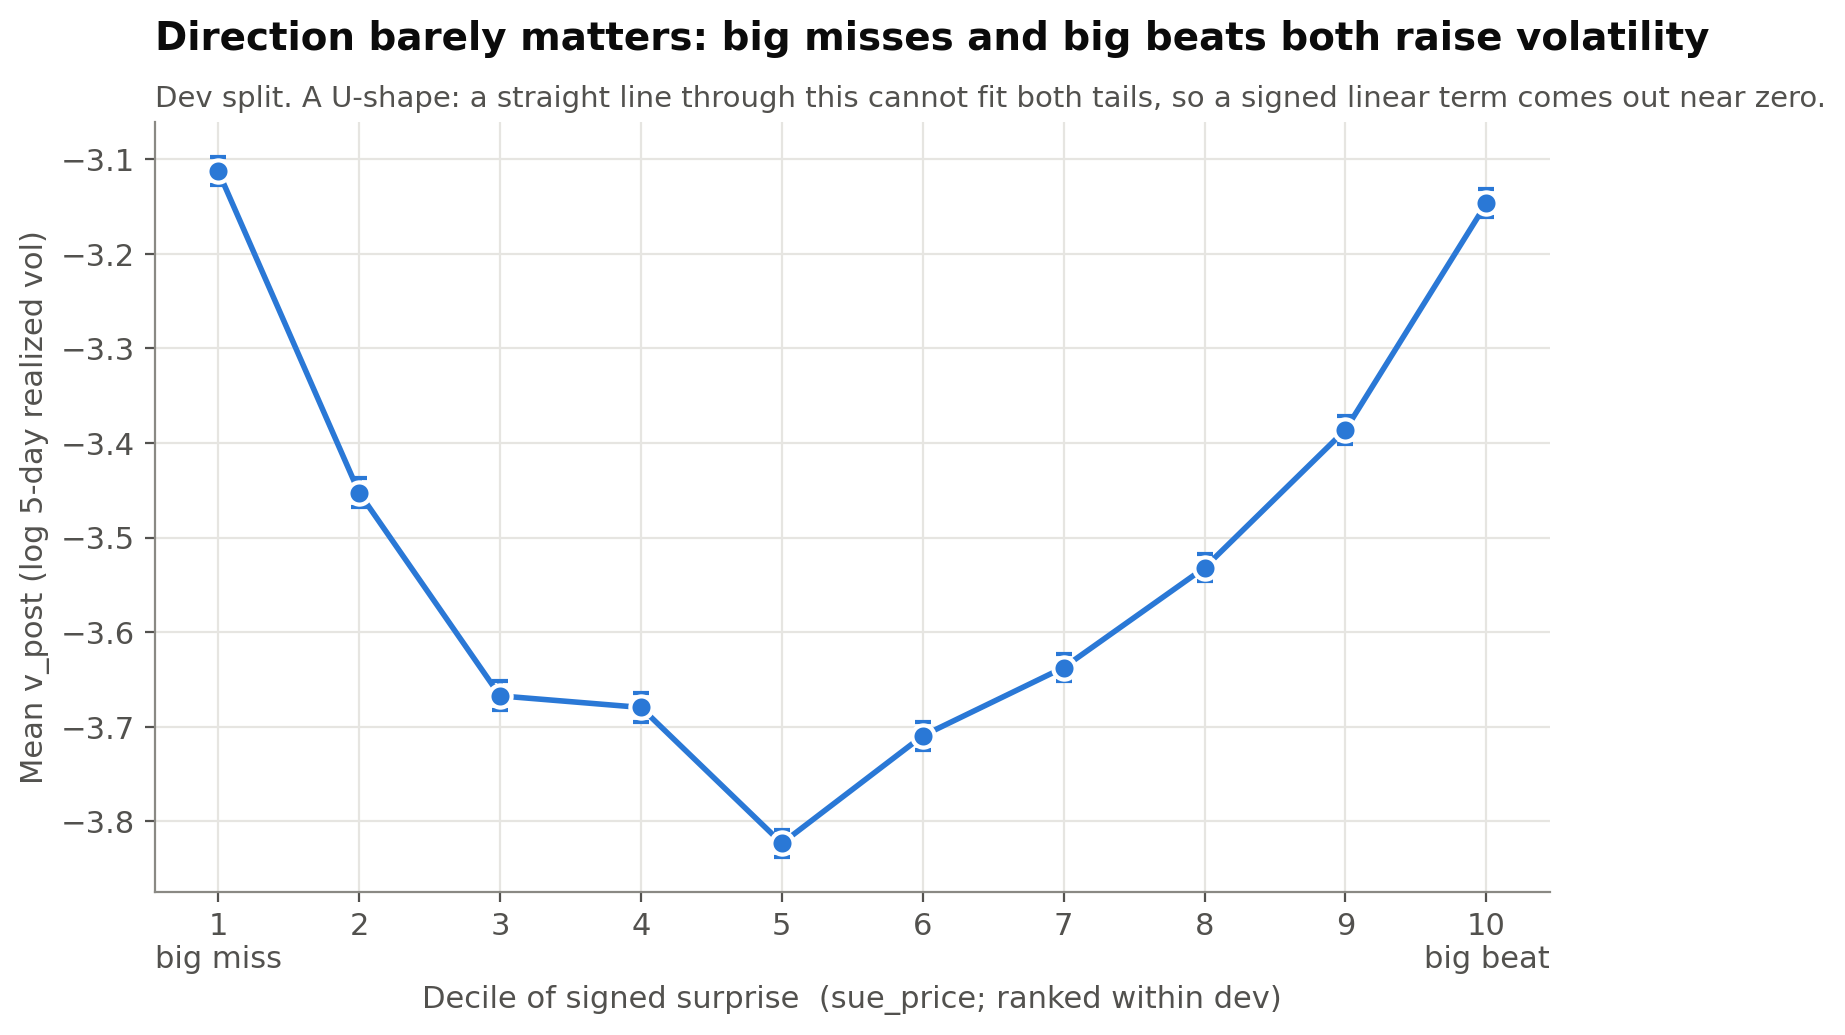 Direction barely matters: big misses and big beats both raise volatility
Dev split. A U-shape: a straight line through this cannot fit both tails, so a signed linear term comes out near zero.
Mean v_post (log 5-day realized vol)
−3.1
−3.2
−3.3
−3.4
−3.5
−3.6
−3.7
−3.8
1 2 3 4 5 6 7 8 9 10
big miss big beat
Decile of signed surprise (sue_price; ranked within dev)